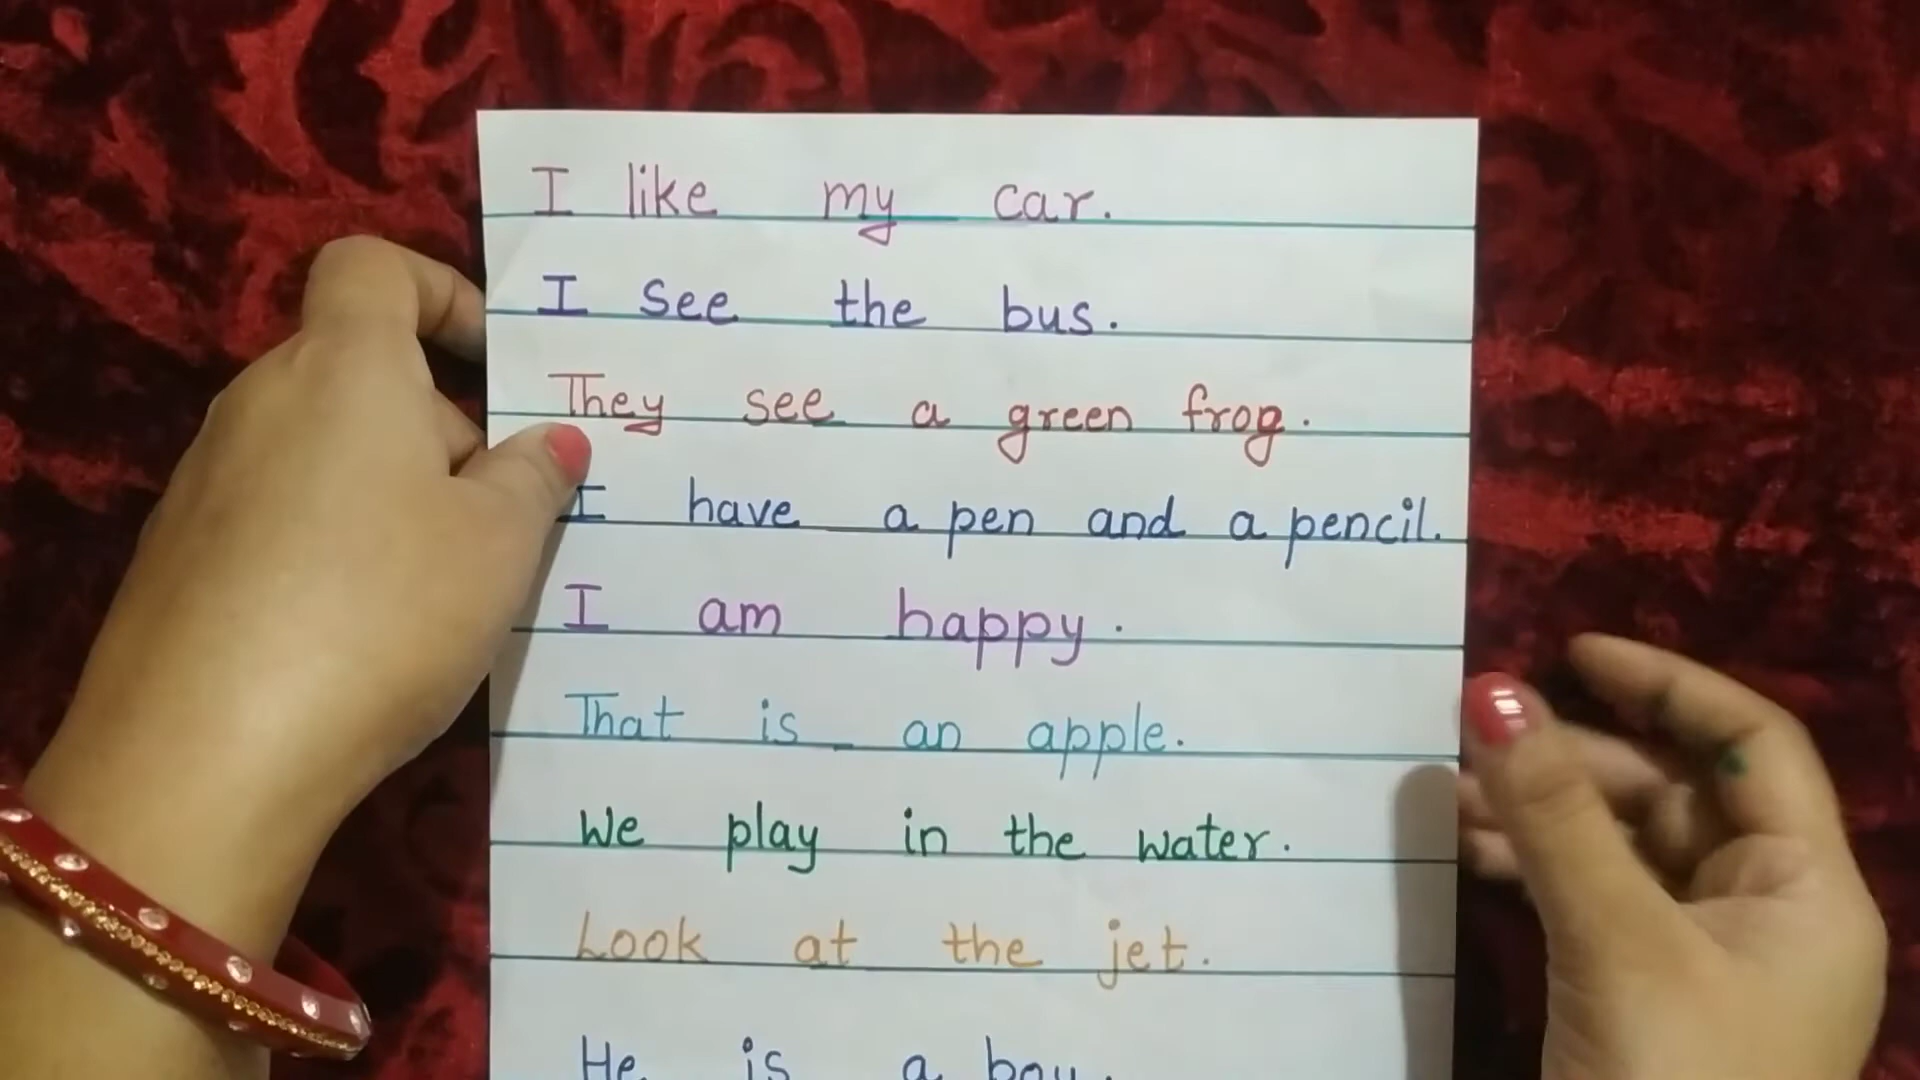 I like my car.
I see the bus.
They see a green frog.
I have a pen and a pencil.
I am happy.
That is an apple.
We play in the water.
Look at the jet.
He is a boy.